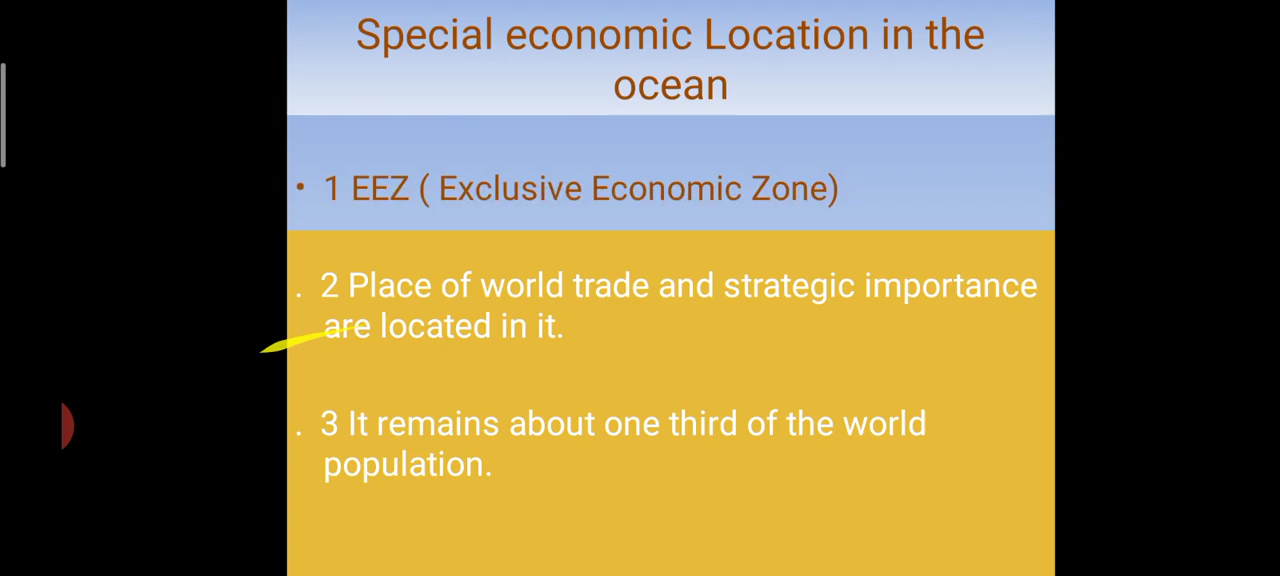 Special economic Location in the
ocean
• 1 EEZ ( Exclusive Economic Zone)
. 2 Place of world trade and strategic importance
are located in it.
. 3 It remains about one third of the world
population.